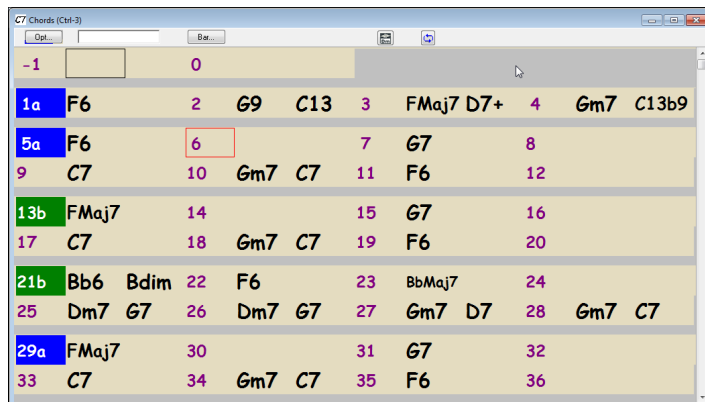 C7 Chords (Ctrl-3)
Opt... Bar...
-1 0
1a F6 2 G9 C13 3 FMaj7 D7+ 4 Gm7 C13b9
5a F6 6 7 G7 8
9 C7 10 Gm7 C7 11 F6 12
13b FMaj7 14 15 G7 16
17 C7 18 Gm7 C7 19 F6 20
21b Bb6 Bdim 22 F6 23 BbMaj7 24
25 Dm7 G7 26 Dm7 G7 27 Gm7 D7 28 Gm7 C7
29a FMaj7 30 31 G7 32
33 C7 34 Gm7 C7 35 F6 36